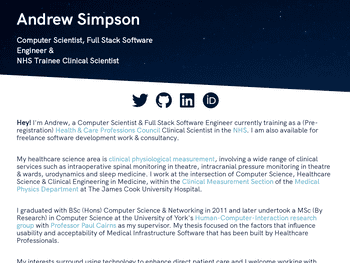 Andrew Simpson
Computer Scientist, Full Stack Software
Engineer &
NHS Trainee Clinical Scientist
Hey! I'm Andrew, a Computer Scientist & Full Stack Software Engineer currently training as a (Pre-
registration) Health & Care Professions Council Clinical Scientist in the NHS. I am also available for
freelance software development work & consultancy.
My healthcare science area is clinical physiological measurement, involving a wide range of clinical
services such as intraoperative spinal monitoring in theatre, intracranial pressure monitoring in theatre
& wards, urodynamics and sleep medicine. I work at the intersection of Computer Science, Healthcare
Science & Clinical Engineering in Medicine, within the Clinical Measurement Section of the Medical
Physics Department at The James Cook University Hospital.
I graduated with BSc (Hons) Computer Science & Networking in 2011 and later undertook a MSc (By
Research) in Computer Science at the University of York's Human-Computer-Interaction research
group with Professor Paul Cairns as my supervisor. My thesis focused on the factors that influence
usability and acceptability of Medical Infrastructure Software that has been built by Healthcare
Professionals.
My interests surround using technology to enhance direct patient care and I welcome working with